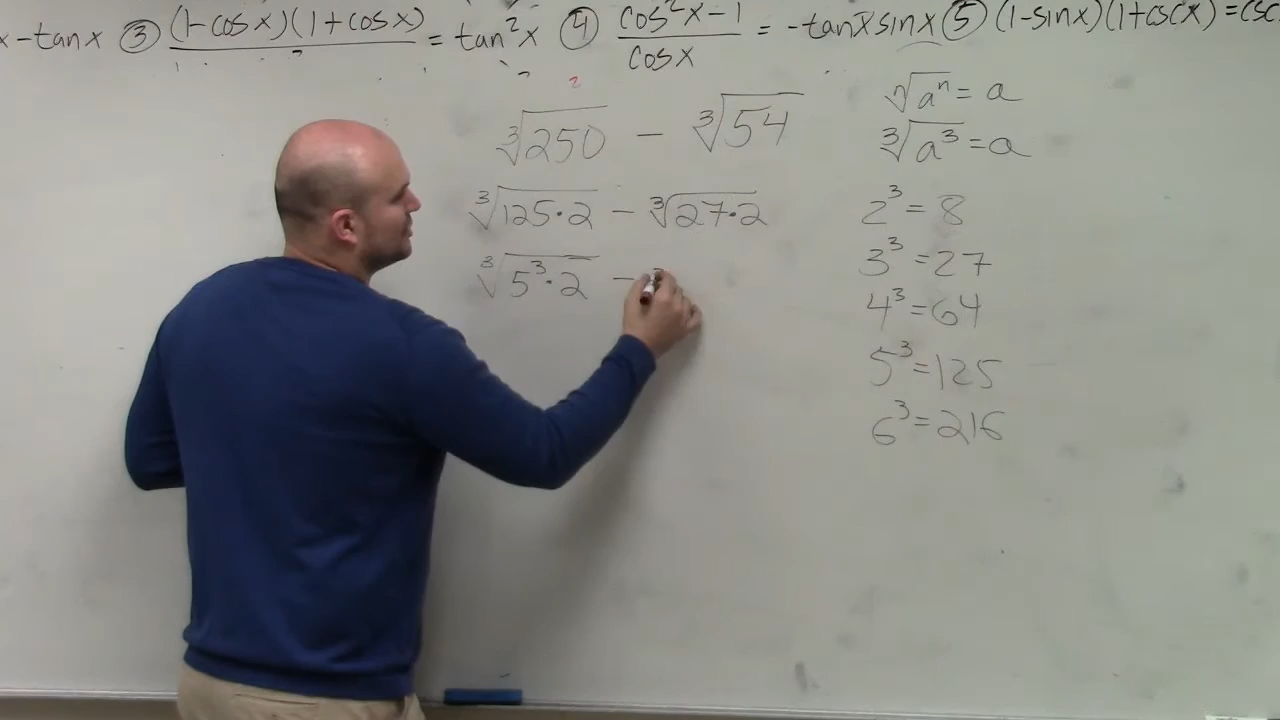 x - tan x ③ (1 - cos x)(1 + cos x) / = tan²x ④ cos²x - 1 / cos x = -tan x sin x ⑤ (1 - sin x)(1 + csc x) = csc
∛250 - ∛54
∛125·2 - ∛27·2
∛5³·2 -
ⁿ√aⁿ = a
∛a³ = a
2³ = 8
3³ = 27
4³ = 64
5³ = 125
6³ = 216